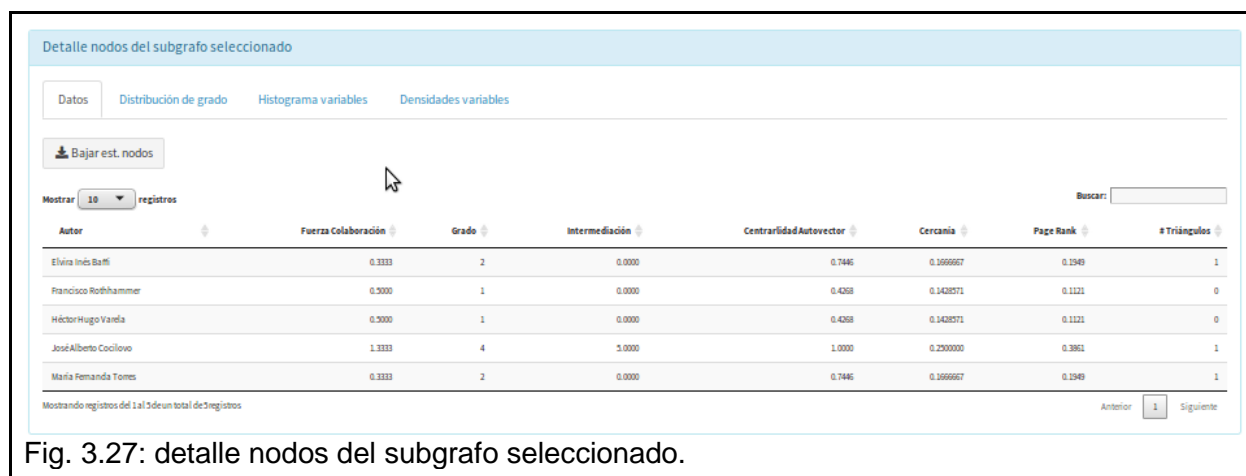 Detalle nodos del subgrafo seleccionado
Datos Distribución de grado Histograma variables Densidades variables
Bajar est. nodos
Mostrar 10 registros Buscar:
Autor Fuerza Colaboración Grado Intermediación Centrarlidad Autovector Cercania Page Rank # Triángulos
Elvira Inés Baffi 0.3333 2 0.0000 0.7446 0.1666667 0.1949 1
Francisco Rothhammer 0.5000 1 0.0000 0.4268 0.1428571 0.1121 0
Héctor Hugo Varela 0.5000 1 0.0000 0.4268 0.1428571 0.1121 0
José Alberto Cocilovo 1.3333 4 5.0000 1.0000 0.2500000 0.3861 1
María Fernanda Torres 0.3333 2 0.0000 0.7446 0.1666667 0.1949 1
Mostrando registros del 1 al 5 de un total de 5 registros Anterior 1 Siguiente
Fig. 3.27: detalle nodos del subgrafo seleccionado.